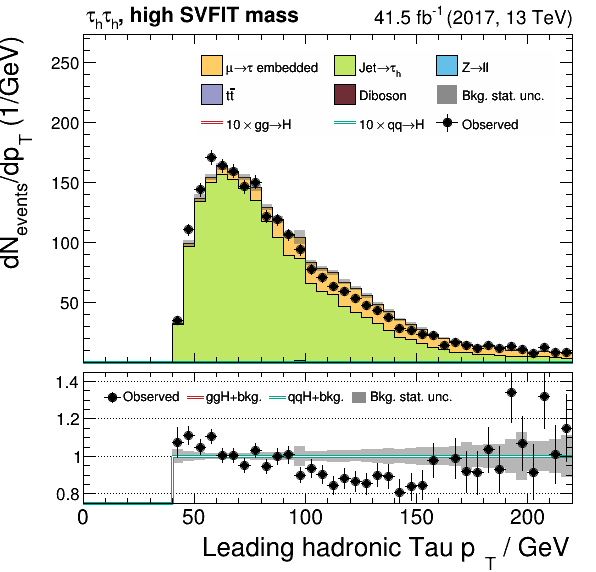 τhτh, high SVFIT mass 41.5 fb⁻¹ (2017, 13 TeV)
dNevents/dpT (1/GeV)
250
200
150
100
50
μ→τ embedded Jet→τh Z→ll
tt̄ Diboson Bkg. stat. unc.
10 × gg→H 10 × qq→H Observed
1.4
1.2
1
0.8
Observed ggH+bkg. qqH+bkg. Bkg. stat. unc.
0 50 100 150 200
Leading hadronic Tau p T / GeV